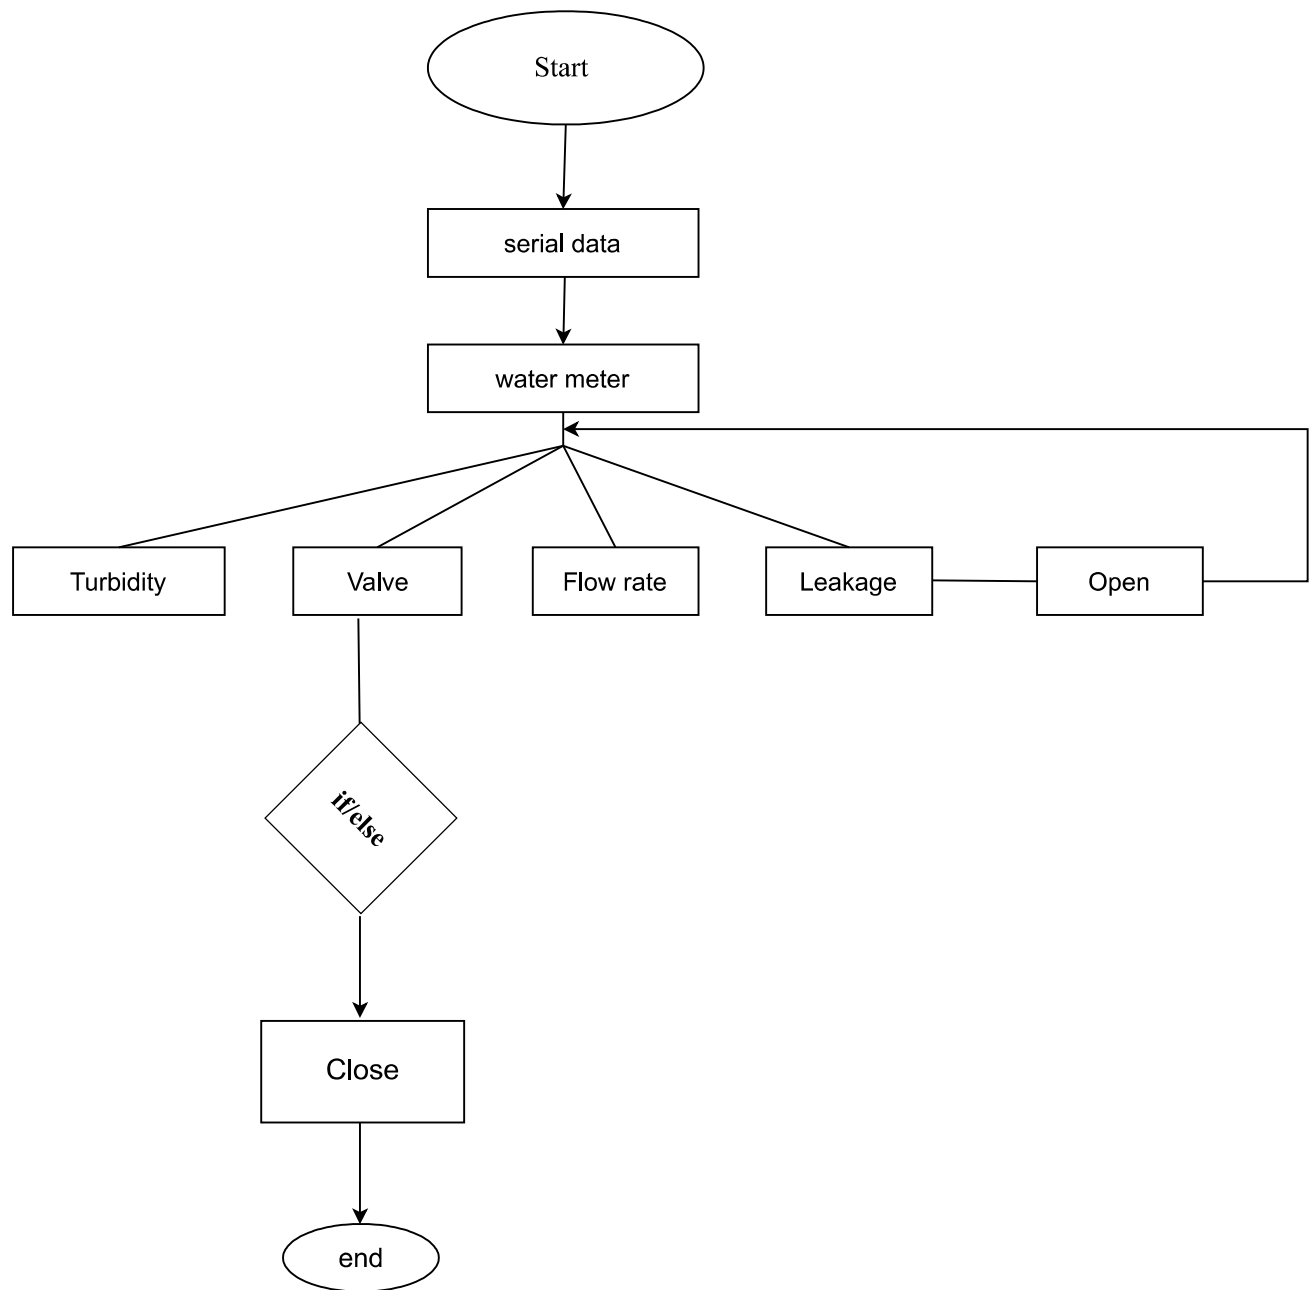 Start
serial data
water meter
Turbidity
Valve
Flow rate
Leakage
Open
if/else
Close
end